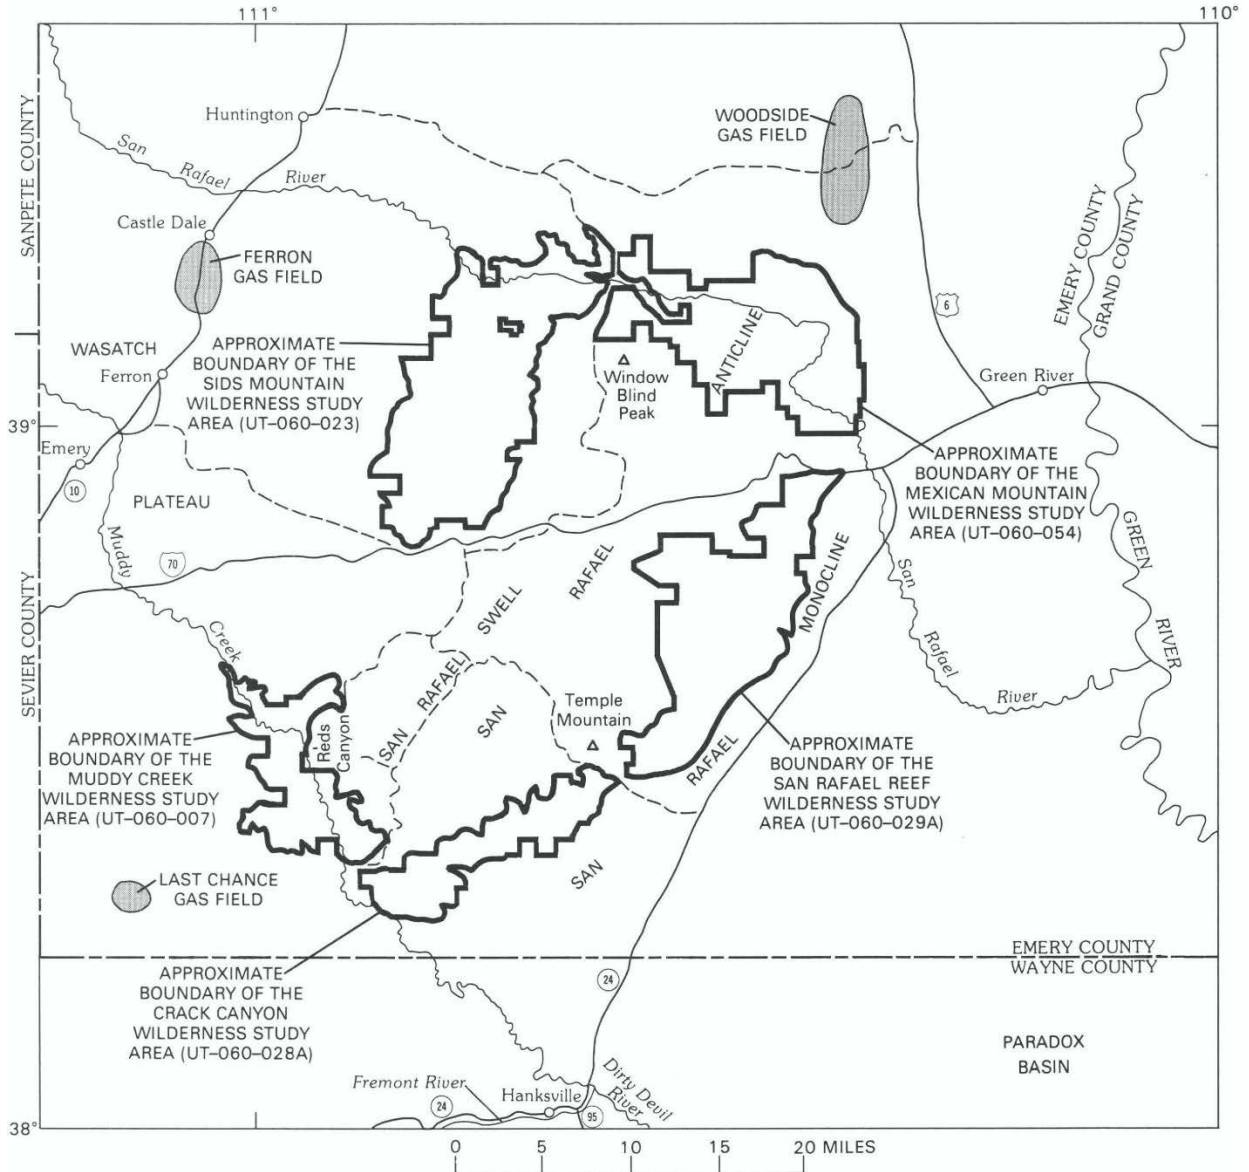 111°
110°
Huntington
WOODSIDE
GAS FIELD
SANPETE COUNTY
San
Rafael
River
Castle Dale
FERRON
GAS FIELD
EMERY COUNTY
GRAND COUNTY
6
WASATCH
Ferron
APPROXIMATE
BOUNDARY OF THE
SIDS MOUNTAIN
WILDERNESS STUDY
AREA (UT–060–023)
Window
Blind
Peak
ANTICLINE
Green River
39°
Emery
10
PLATEAU
APPROXIMATE
BOUNDARY OF THE
MEXICAN MOUNTAIN
WILDERNESS STUDY
AREA (UT–060–054)
Muddy
Creek
70
SWELL
RAFAEL
MONOCLINE
San
Rafael
River
GREEN
RIVER
SEVIER COUNTY
SAN
RAFAEL
SAN
Temple
Mountain
RAFAEL
Reds
Canyon
APPROXIMATE
BOUNDARY OF THE
MUDDY CREEK
WILDERNESS STUDY
AREA (UT–060–007)
APPROXIMATE
BOUNDARY OF THE
SAN RAFAEL REEF
WILDERNESS STUDY
AREA (UT–060–029A)
SAN
LAST CHANCE
GAS FIELD
EMERY COUNTY
WAYNE COUNTY
APPROXIMATE
BOUNDARY OF THE
CRACK CANYON
WILDERNESS STUDY
AREA (UT–060–028A)
24
PARADOX
BASIN
Fremont River
24
Hanksville
95
Dirty Devil
River
38°
0 5 10 15 20 MILES